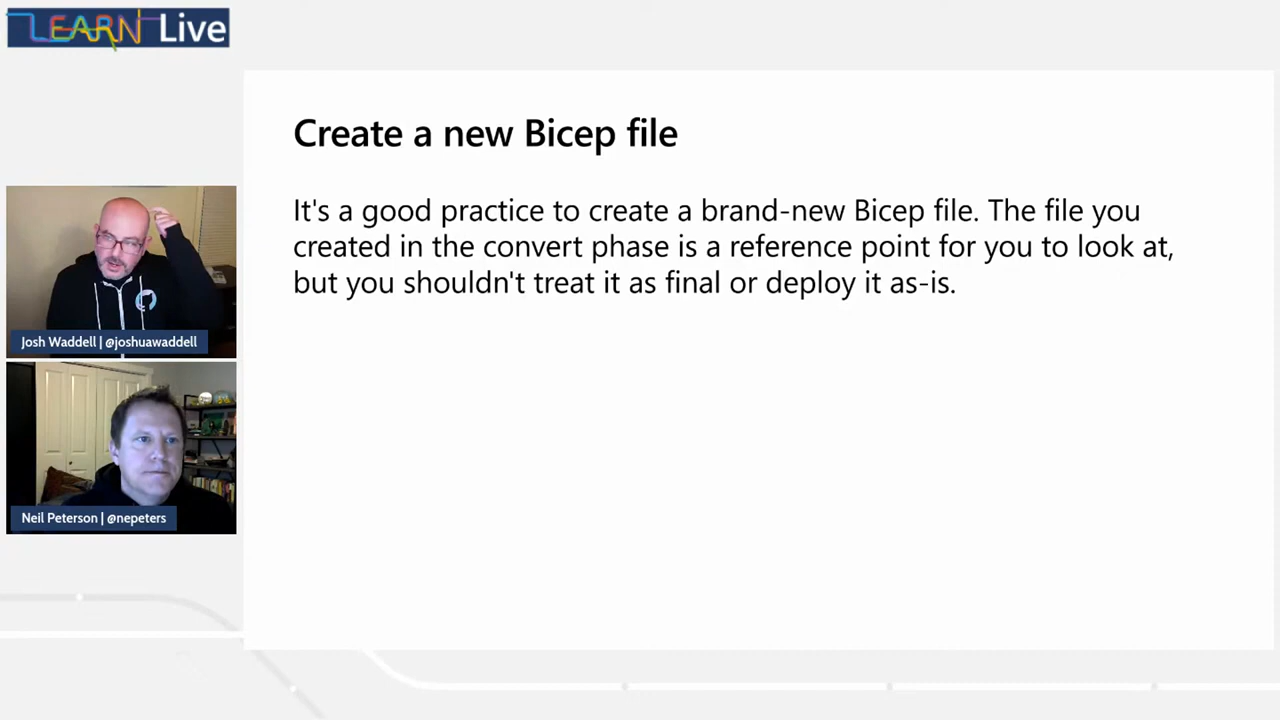 LEARN Live
Create a new Bicep file
It's a good practice to create a brand-new Bicep file. The file you
created in the convert phase is a reference point for you to look at,
but you shouldn't treat it as final or deploy it as-is.
Josh Waddell | @joshuawaddell
Neil Peterson | @nepeters